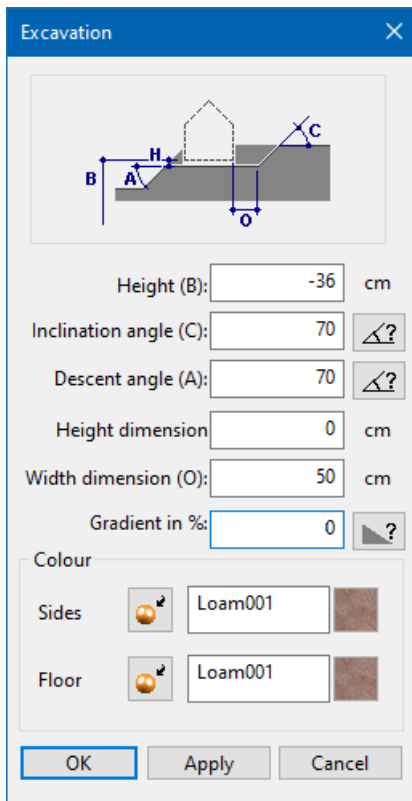 Excavation
H
C
B
A
O
Height (B): -36 cm
Inclination angle (C): 70 ?
Descent angle (A): 70 ?
Height dimension 0 cm
Width dimension (O): 50 cm
Gradient in %: 0 ?
Colour
Sides Loam001
Floor Loam001
OK Apply Cancel